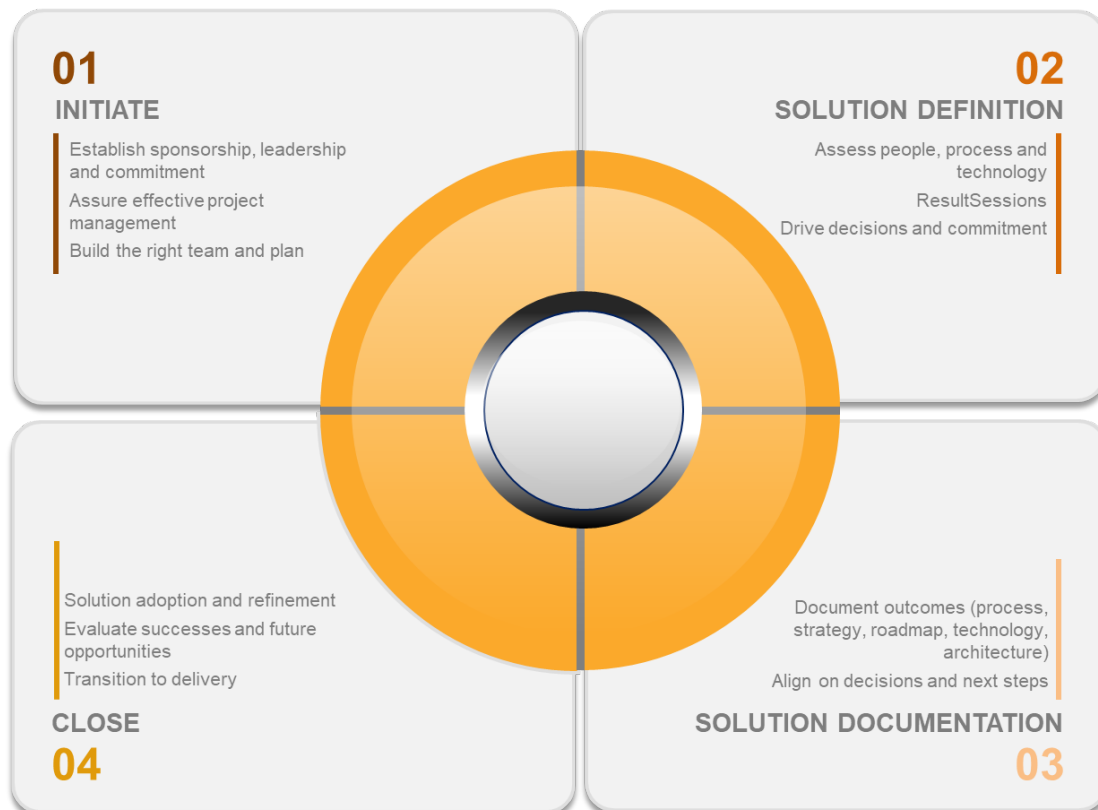 01
INITIATE
Establish sponsorship, leadership
and commitment
Assure effective project
management
Build the right team and plan
02
SOLUTION DEFINITION
Assess people, process and
technology
ResultSessions
Drive decisions and commitment
Solution adoption and refinement
Evaluate successes and future
opportunities
Transition to delivery
CLOSE
04
Document outcomes (process,
strategy, roadmap, technology,
architecture)
Align on decisions and next steps
SOLUTION DOCUMENTATION
03